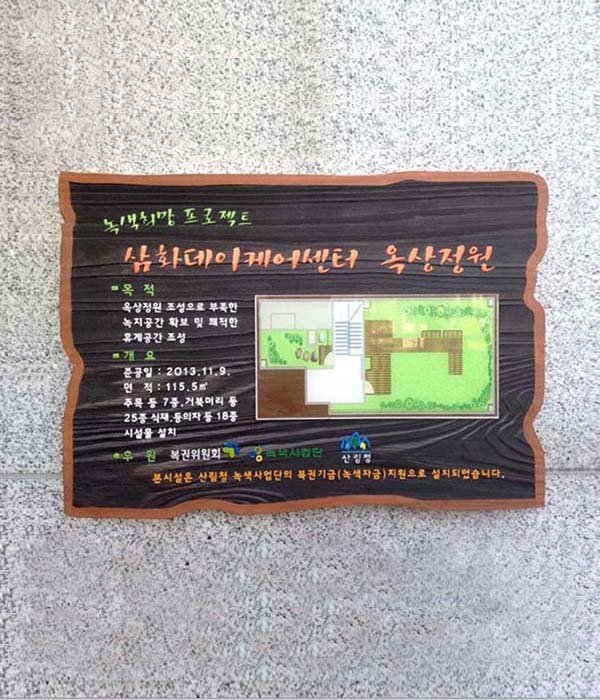 녹색희망 프로젝트
삼화데이케어센터 옥상정원
목 적
옥상정원 조성으로 부족한
녹지공간 확보 및 쾌적한
휴게공간 조성
개 요
준공일 : 2013.11.9.
면 적 : 115.5㎡
주목 등 7종, 거북머리 등
25종 식재, 등의자 등 18종
시설물 설치
후 원 복권위원회 녹색사업단 산림청
본시설은 산림청 녹색사업단의 복권기금(녹색자금)지원으로 설치되었습니다.